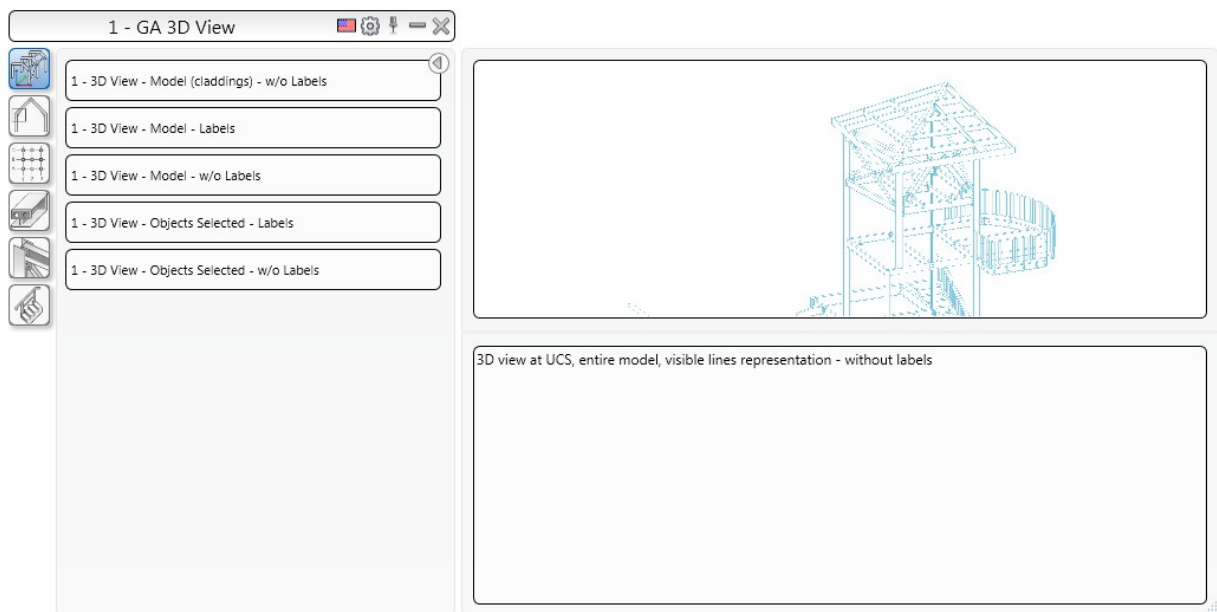 1 - GA 3D View
1 - 3D View - Model (claddings) - w/o Labels
1 - 3D View - Model - Labels
1 - 3D View - Model - w/o Labels
1 - 3D View - Objects Selected - Labels
1 - 3D View - Objects Selected - w/o Labels
3D view at UCS, entire model, visible lines representation - without labels